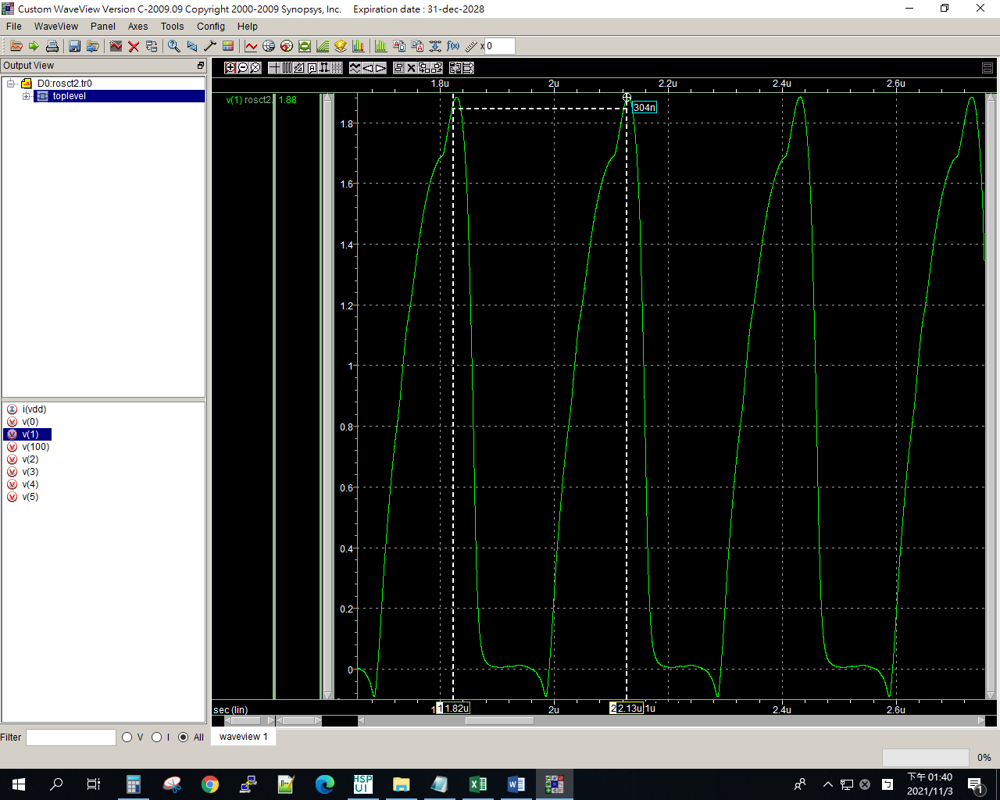 Custom WaveView Version C-2009.09 Copyright 2000-2009 Synopsys, Inc.    Expiration date : 31-dec-2028
File WaveView Panel Axes Tools Config Help
f(x) x 0
Output View
D0:rosct2.tr0
toplevel
1.8u 2u 2.2u 2.4u 2.6u
v(1) rosct2. 1.88
304n
1.8
1.6
1.4
1.2
1
0.8
0.6
0.4
0.2
0
i(vdd)
v(0)
v(1)
v(100)
v(2)
v(3)
v(4)
v(5)
sec (lin) 1 1.82u 2u 2 2.13u 1u 2.4u 2.6u
Filter V I All
waveview 1
0%
HSP
UI
下午 01:40
2021/11/3
1